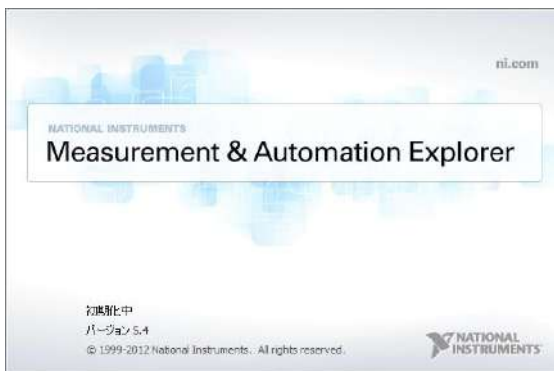 ni.com
NATIONAL INSTRUMENTS
Measurement & Automation Explorer
初期化中
バージョン 5.4
© 1999-2012 National Instruments. All rights reserved.
NATIONAL
INSTRUMENTS